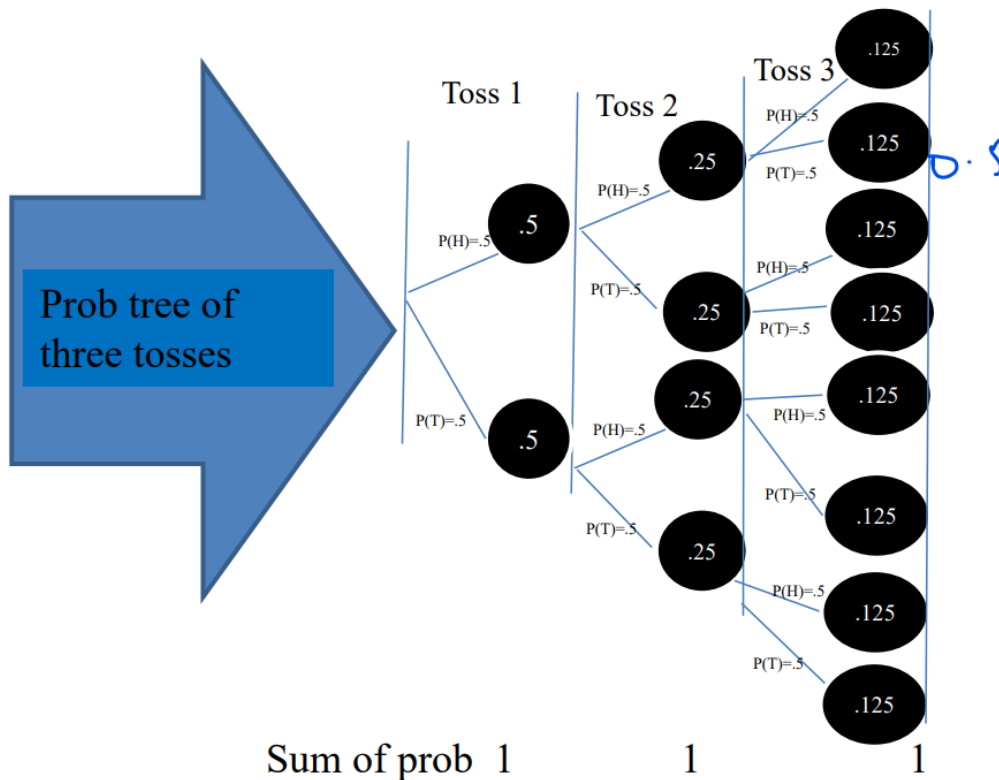 .125
Toss 3
Toss 1
Toss 2
P(H)=.5
.125
.25
P(T)=.5
P(H)=.5
.5
.125
P(H)=.5
P(H)=.5
P(T)=.5
Prob tree of
three tosses
.25
.125
P(T)=.5
.125
.25
P(H)=.5
P(T)=.5
P(H)=.5
.5
P(T)=.5
.125
P(T)=.5
.25
P(H)=.5
.125
P(T)=.5
.125
Sum of prob 1 1 1